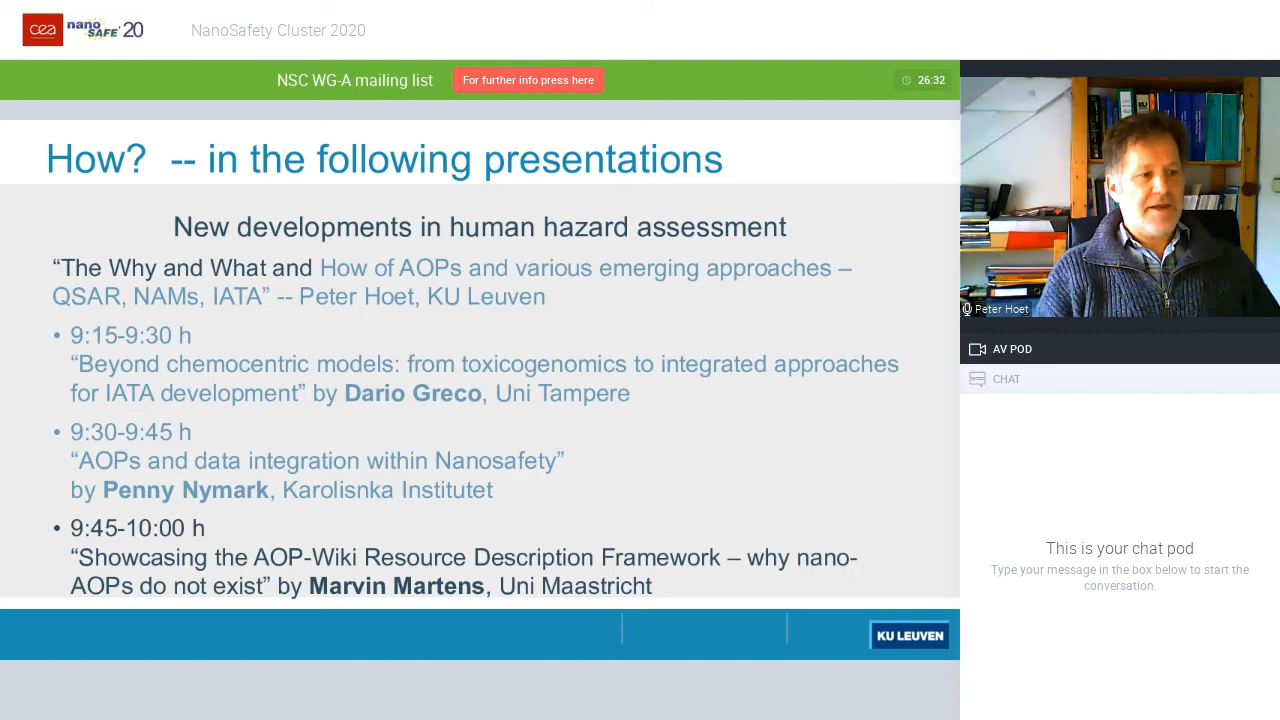 cea nano SAFE' 20 NanoSafety Cluster 2020
NSC WG-A mailing list For further info press here 26:32
How? -- in the following presentations
New developments in human hazard assessment
“The Why and What and How of AOPs and various emerging approaches –
QSAR, NAMs, IATA” -- Peter Hoet, KU Leuven
• 9:15-9:30 h
“Beyond chemocentric models: from toxicogenomics to integrated approaches
for IATA development” by Dario Greco, Uni Tampere
• 9:30-9:45 h
“AOPs and data integration within Nanosafety”
by Penny Nymark, Karolisnka Institutet
• 9:45-10:00 h
“Showcasing the AOP-Wiki Resource Description Framework – why nano-
AOPs do not exist” by Marvin Martens, Uni Maastricht
KU LEUVEN
Peter Hoet
AV POD
CHAT
This is your chat pod
Type your message in the box below to start the
conversation.